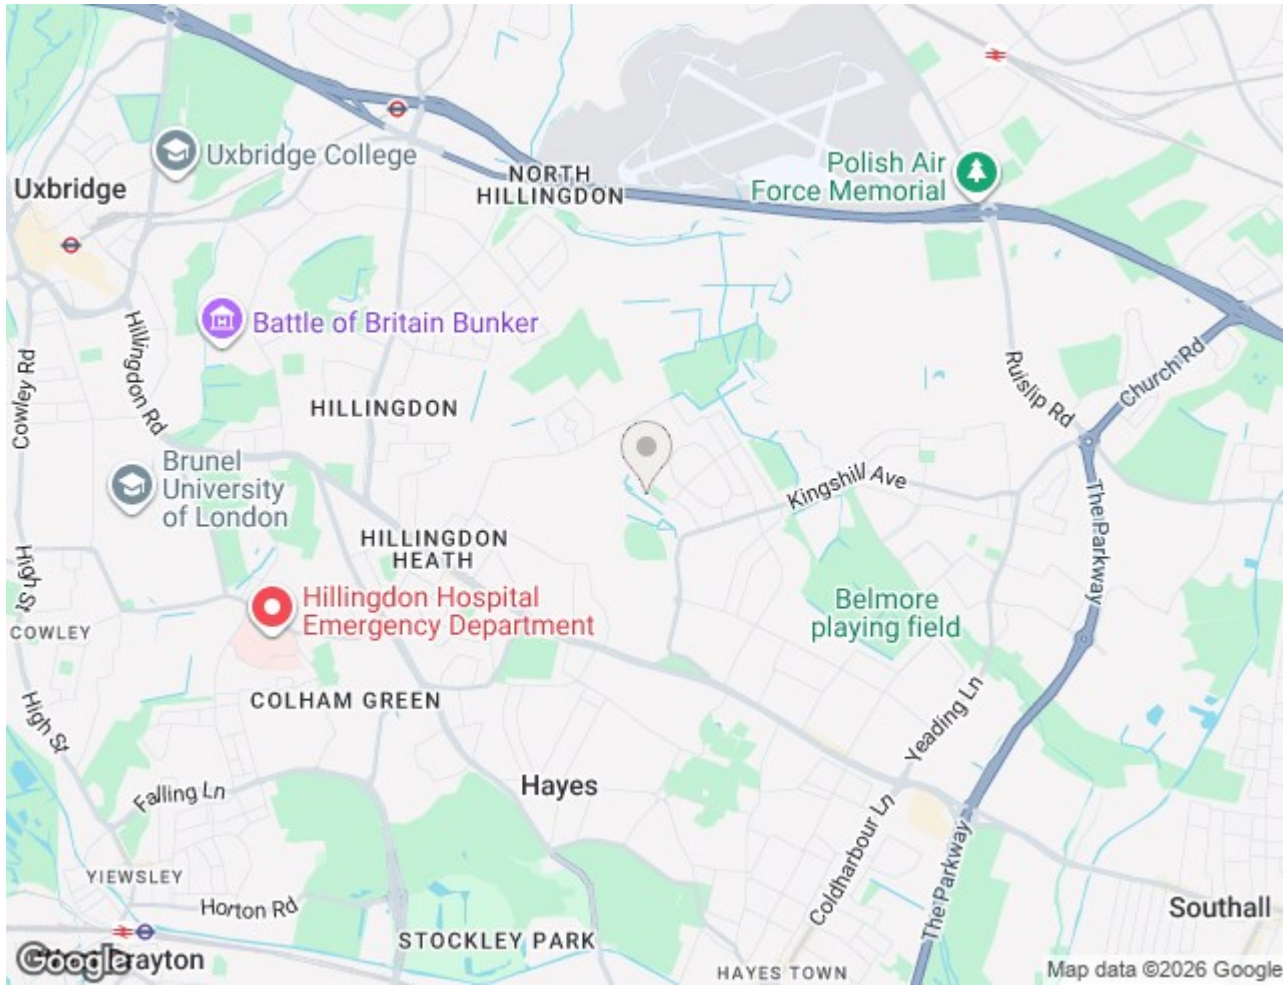 Uxbridge College
Uxbridge
NORTH
HILLINGDON
Polish Air
Force Memorial
Battle of Britain Bunker
Hillingdon Rd
Cowley Rd
Church Rd
Ruislip Rd
HILLINGDON
Brunel
University
of London
Kingshill Ave
The Parkway
HILLINGDON
HEATH
High St
Hillingdon Hospital
Emergency Department
Belmore
playing field
COWLEY
COLHAM GREEN
High St
Yeading Ln
Hayes
Falling Ln
Coldharbour Ln
The Parkway
YIEWSLEY
Horton Rd
Southall
STOCKLEY PARK
Google
Drayton
HAYES TOWN
Map data ©2026 Google